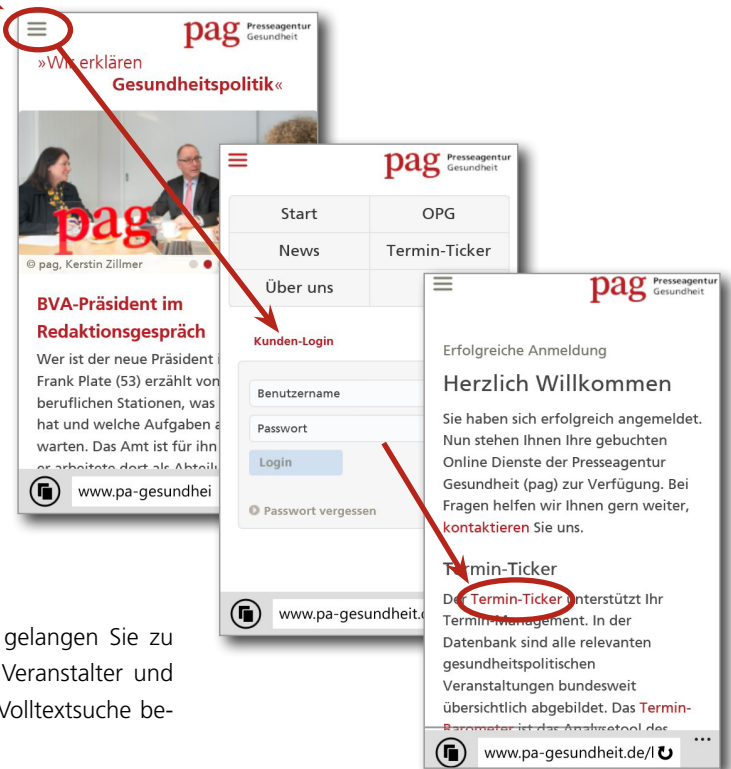 pag Presseagentur
Gesundheit
»Wir erklären
Gesundheitspolitik«
pag
© pag, Kerstin Zillmer
BVA-Präsident im
Redaktionsgespräch
Wer ist der neue Präsident
Frank Plate (53) erzählt von
beruflichen Stationen, was
hat und welche Aufgaben
warten. Das Amt ist für ihn
er arbeitete dort als
www.pa-gesundhei
pag Presseagentur
Gesundheit
Start OPG
News Termin-Ticker
Über uns
Kunden-Login
Benutzername
Passwort
Login
Passwort vergessen
www.pa-gesundheit.
pag Presseagentur
Gesundheit
Erfolgreiche Anmeldung
Herzlich Willkommen
Sie haben sich erfolgreich angemeldet.
Nun stehen Ihnen Ihre gebuchten
Online Dienste der Presseagentur
Gesundheit (pag) zur Verfügung. Bei
Fragen helfen wir Ihnen gern weiter,
kontaktieren Sie uns.
Termin-Ticker
Der Termin-Ticker unterstützt Ihr
Termin-Management. In der
Datenbank sind alle relevanten
gesundheitspolitischen
Veranstaltungen bundesweit
übersichtlich abgebildet. Das Termin-
Barometer ist das Analysetool des
www.pa-gesundheit.de/l
gelangen Sie zu
Veranstalter und
Volltextsuche be-